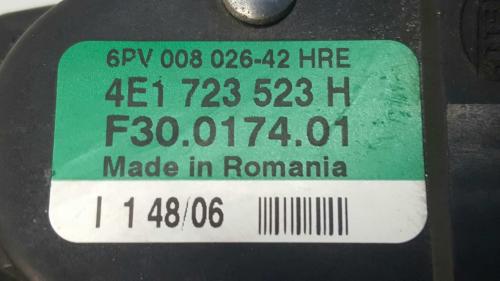 6PV 008 026-42 HRE
4E1 723 523 H
F30.0174.01
Made in Romania
I 1 48/06